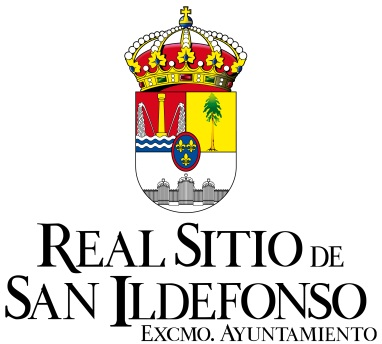 REAL SITIO DE
SAN ILDEFONSO
EXCMO. AYUNTAMIENTO